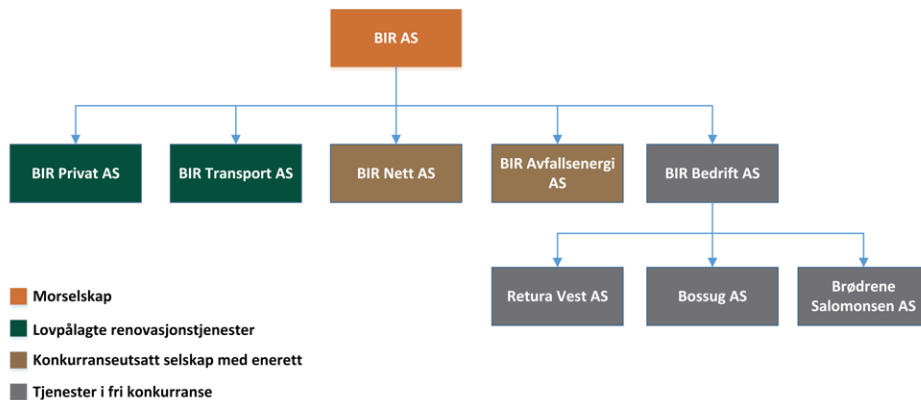 BIR AS
BIR Privat AS
BIR Transport AS
BIR Nett AS
BIR Avfallsenergi
AS
BIR Bedrift AS
Retura Vest AS
Bossug AS
Brødrene
Salomonsen AS
Morselskap
Lovpålagte renovasjonstjenester
Konkurranseutsatt selskap med enerett
Tjenester i fri konkurranse